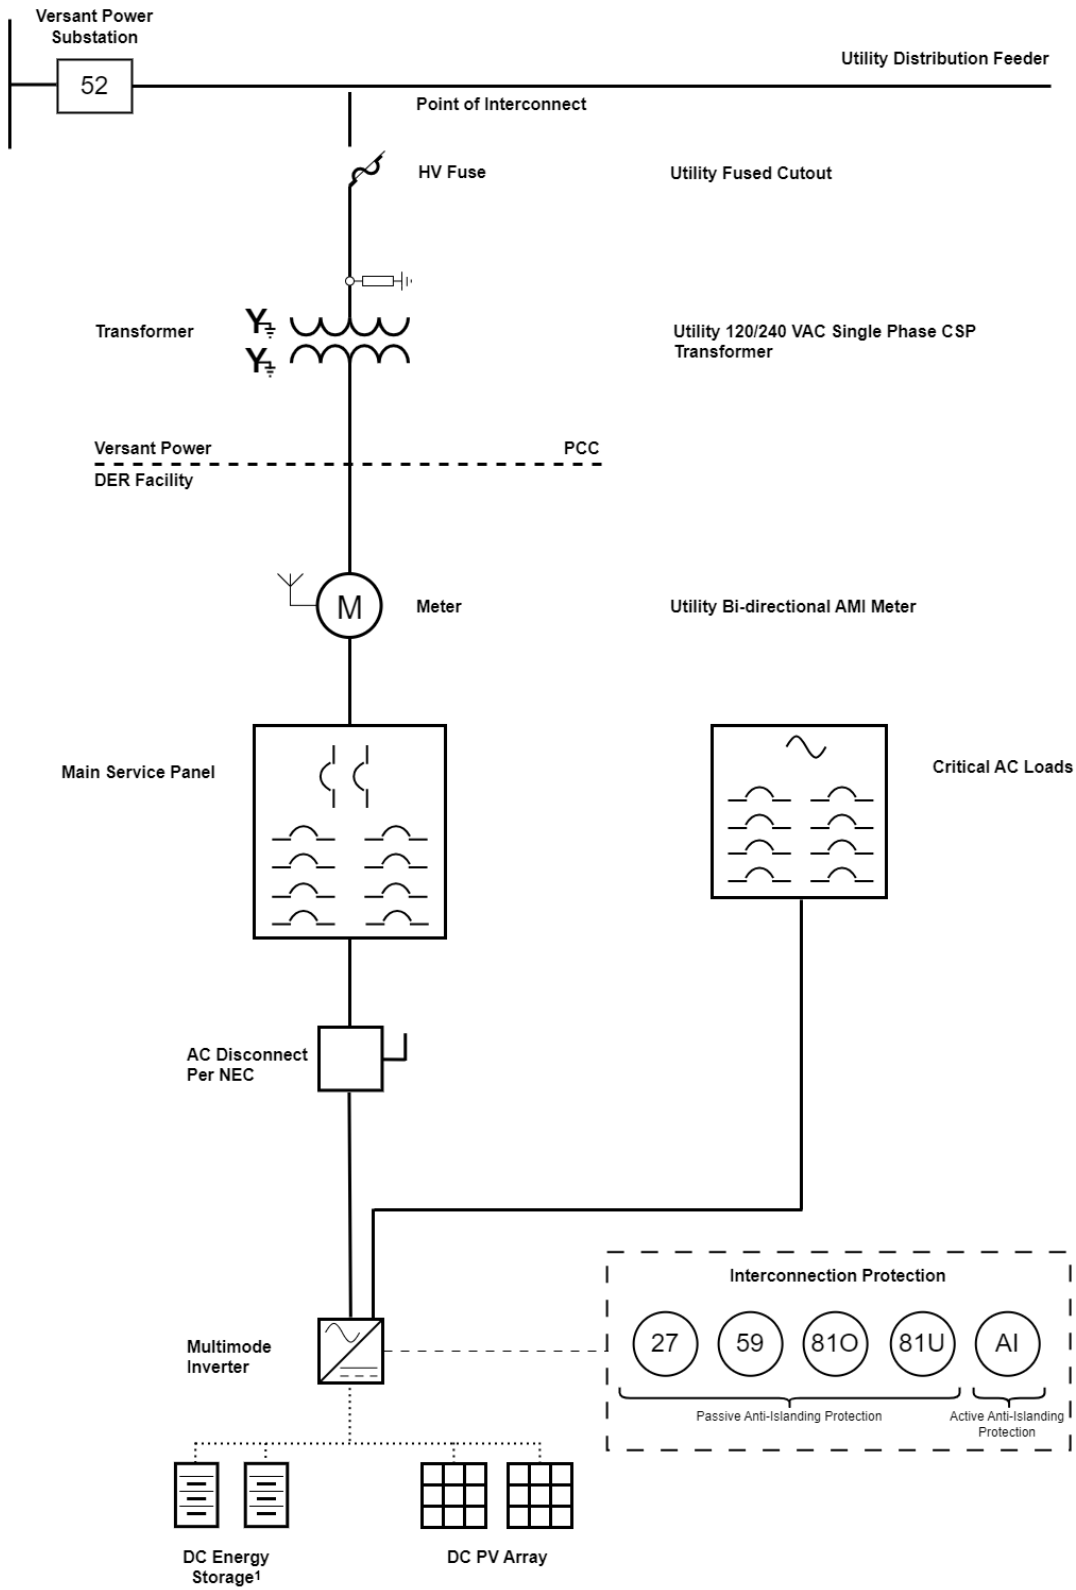 Versant Power
Substation
52
Utility Distribution Feeder
Point of Interconnect
HV Fuse
Utility Fused Cutout
Transformer
Y
Y
Utility 120/240 VAC Single Phase CSP
Transformer
Versant Power
PCC
DER Facility
M
Meter
Utility Bi-directional AMI Meter
Main Service Panel
Critical AC Loads
AC Disconnect
Per NEC
Interconnection Protection
27
59
81O
81U
AI
Passive Anti-Islanding Protection
Active Anti-Islanding
Protection
Multimode
Inverter
DC Energy
Storage¹
DC PV Array